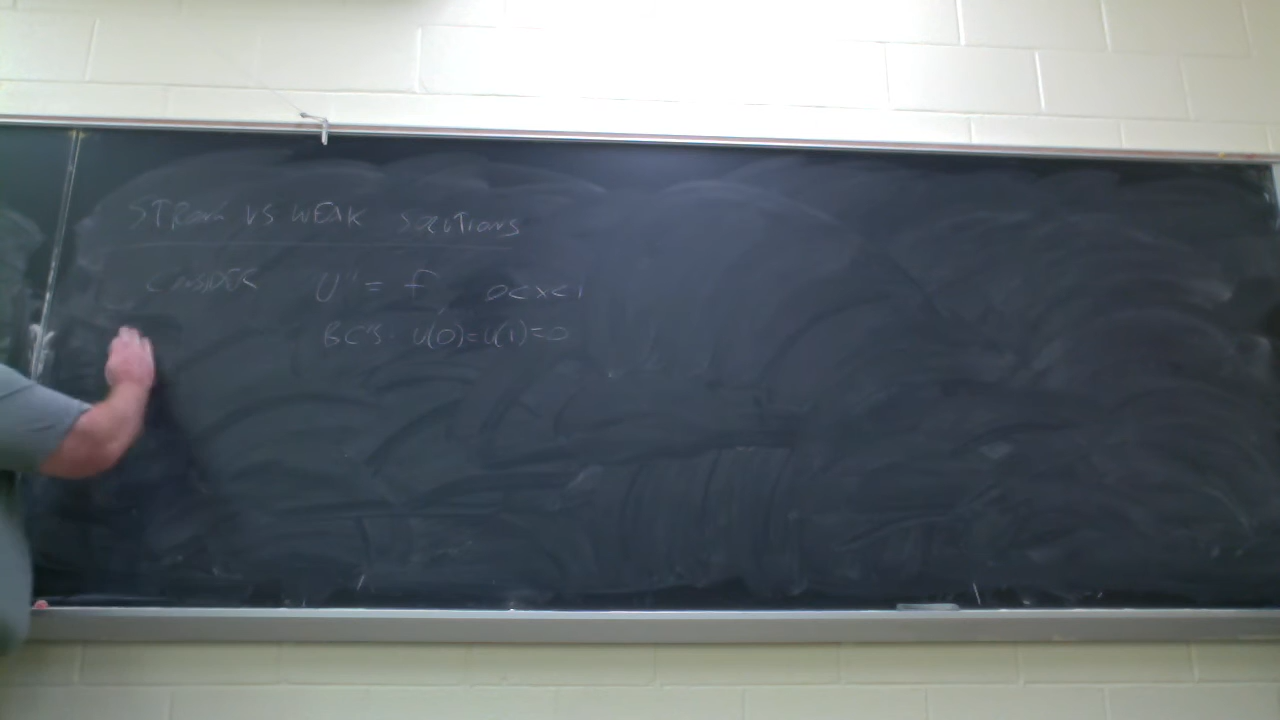 STRONG VS WEAK SOLUTIONS
CONSIDER U'' = f 0<x<1
BC'S: U(0)=U(1)=0